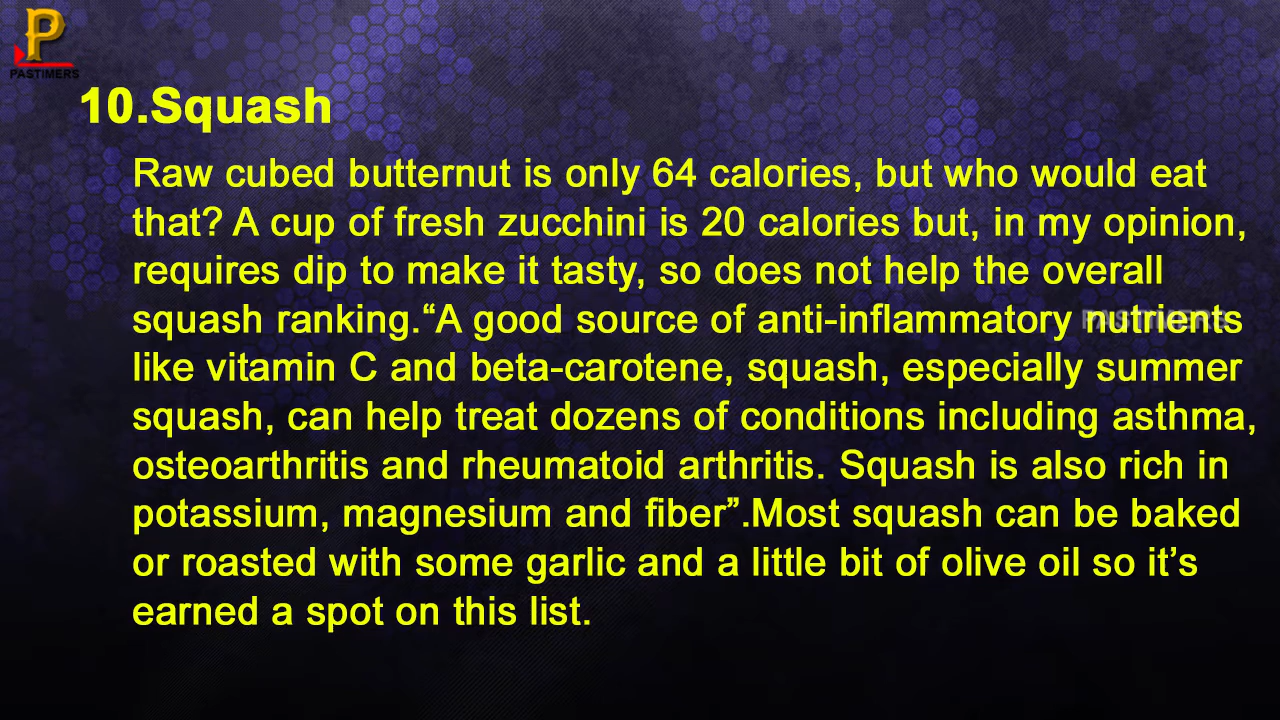 P
PASTIMERS
10.Squash
Raw cubed butternut is only 64 calories, but who would eat
that? A cup of fresh zucchini is 20 calories but, in my opinion,
requires dip to make it tasty, so does not help the overall
squash ranking.“A good source of anti-inflammatory nutrients
PASTIMERS
like vitamin C and beta-carotene, squash, especially summer
squash, can help treat dozens of conditions including asthma,
osteoarthritis and rheumatoid arthritis. Squash is also rich in
potassium, magnesium and fiber”.Most squash can be baked
or roasted with some garlic and a little bit of olive oil so it’s
earned a spot on this list.